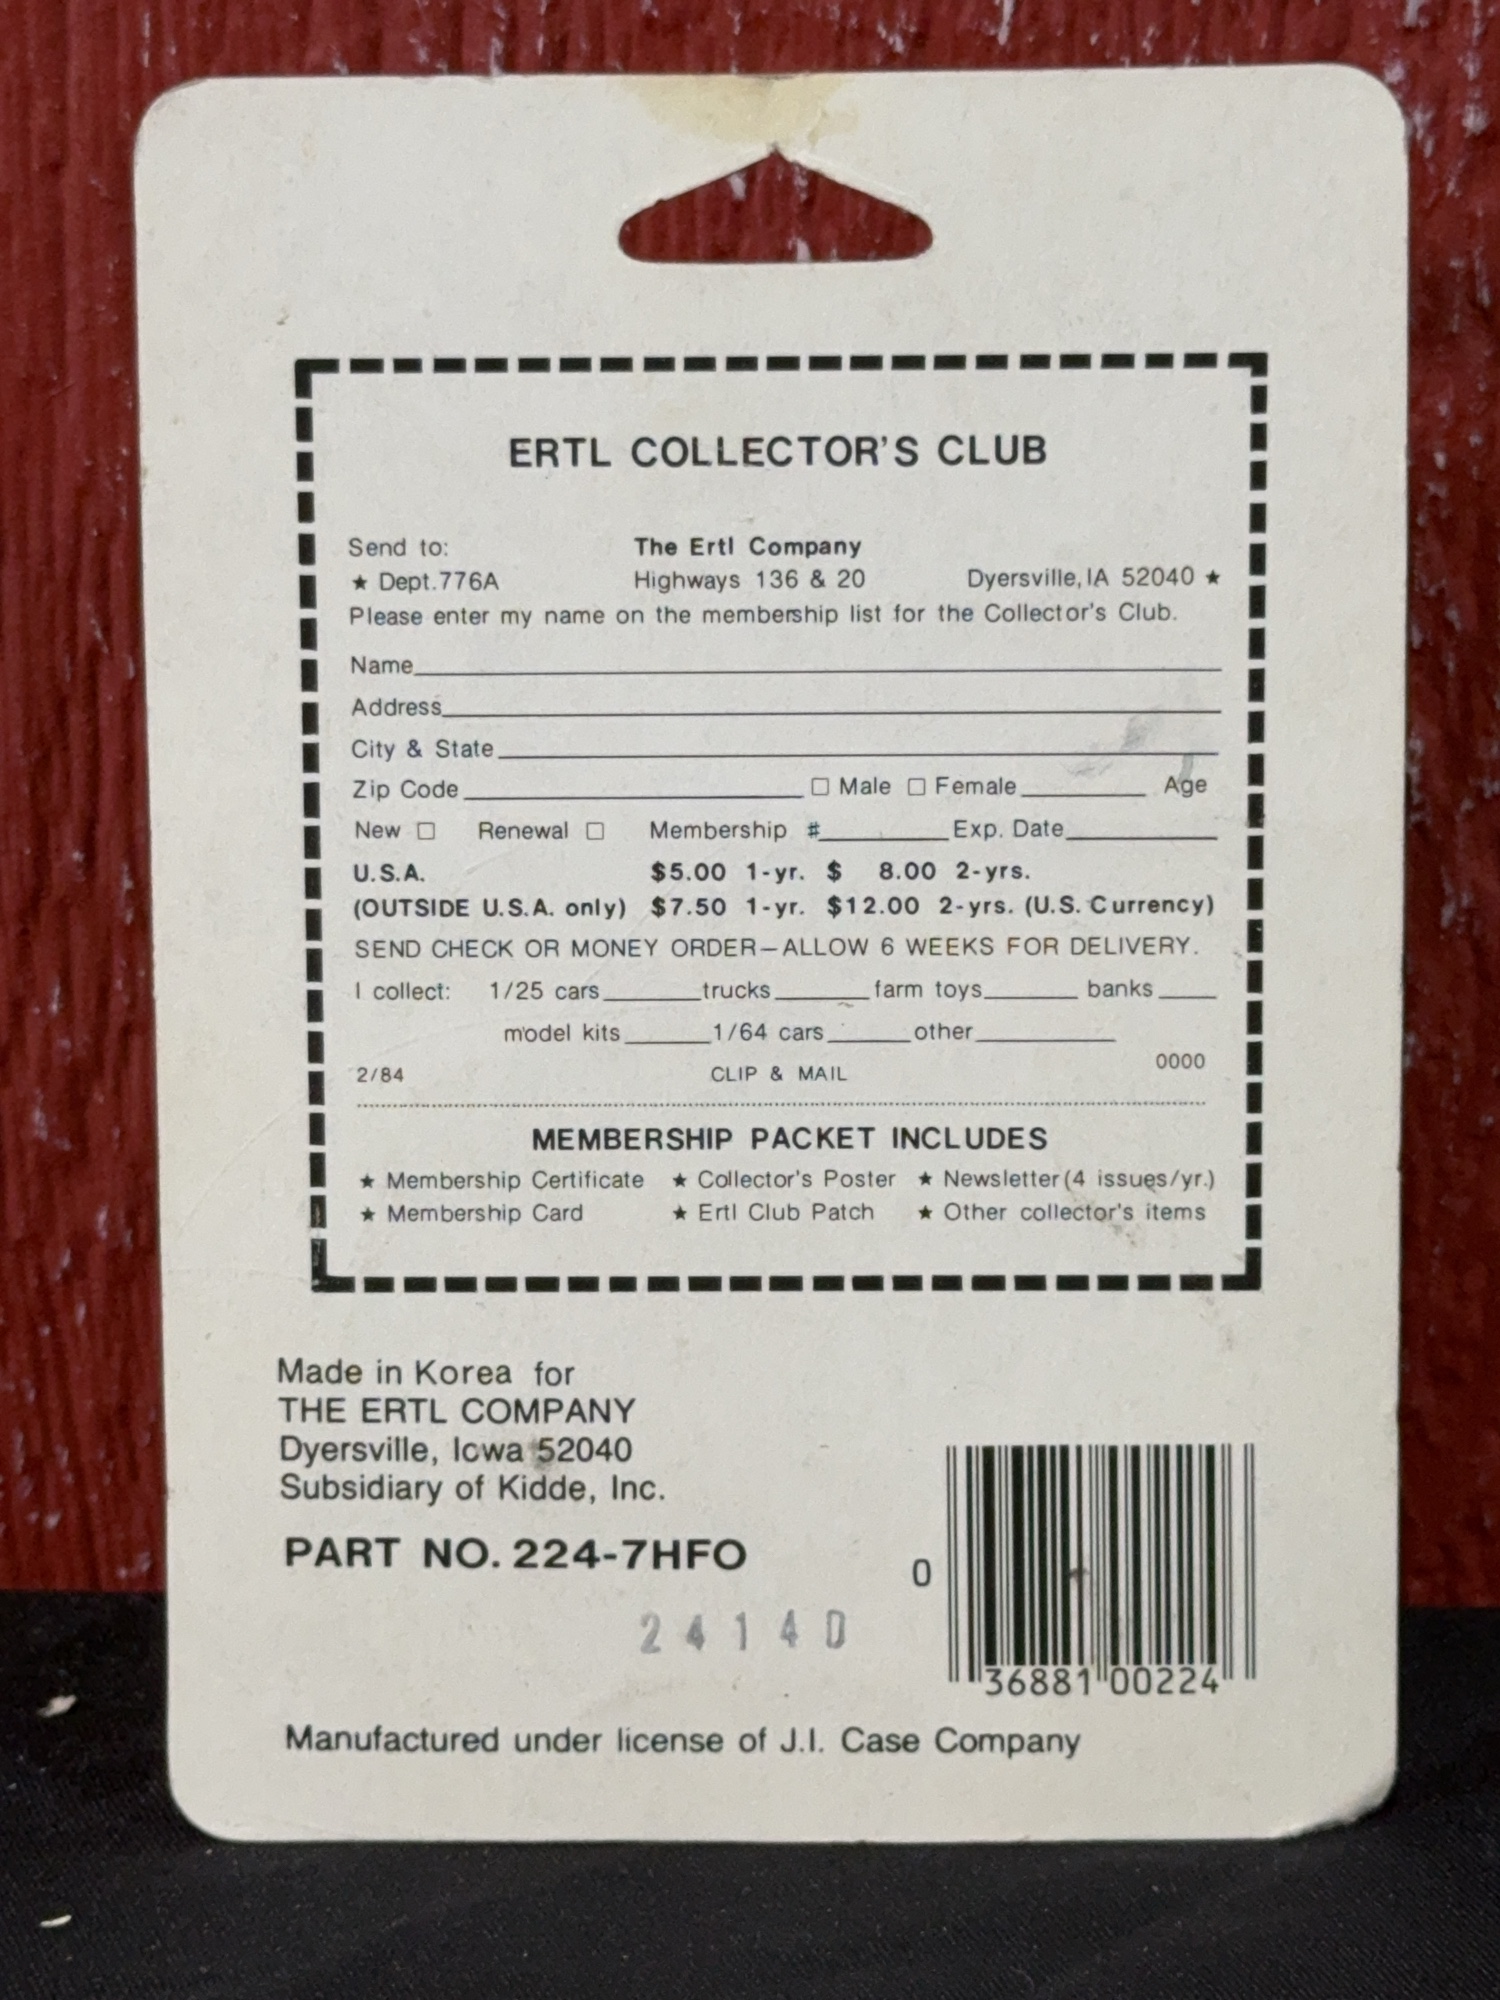 ERTL COLLECTOR'S CLUB
Send to: The Ertl Company
★ Dept.776A Highways 136 & 20 Dyersville, IA 52040 ★
Please enter my name on the membership list for the Collector's Club.
Name
Address
City & State
Zip Code □ Male □ Female Age
New □ Renewal □ Membership # Exp. Date
U.S.A. $5.00 1-yr. $ 8.00 2-yrs.
(OUTSIDE U.S.A. only) $7.50 1-yr. $12.00 2-yrs. (U.S. Currency)
SEND CHECK OR MONEY ORDER—ALLOW 6 WEEKS FOR DELIVERY.
I collect: 1/25 cars trucks farm toys banks
model kits 1/64 cars other
2/84 CLIP & MAIL 0000
MEMBERSHIP PACKET INCLUDES
★ Membership Certificate ★ Collector's Poster ★ Newsletter (4 issues/yr.)
★ Membership Card ★ Ertl Club Patch ★ Other collector's items
Made in Korea for
THE ERTL COMPANY
Dyersville, Iowa 52040
Subsidiary of Kidde, Inc.
PART NO. 224-7HFO
0
24140
36881 00224
Manufactured under license of J.I. Case Company